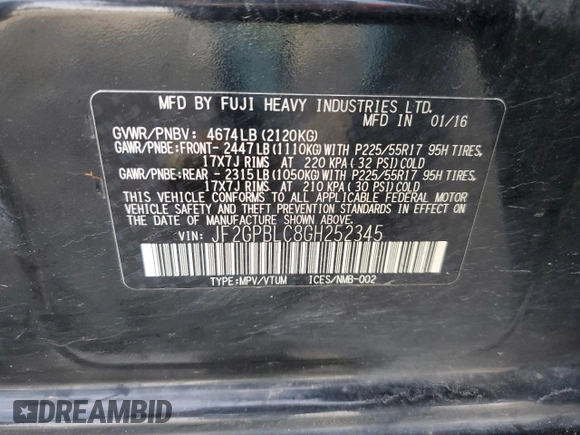 MFD BY FUJI HEAVY INDUSTRIES LTD.
MFD IN 01/16
GVWR/PNBV: 4674LB (2120KG)
GAWR/PNBE:FRONT- 2447LB (1110KG)WITH P225/55R17 95H TIRES,
17X7J RIMS AT 220 KPA (32 PSI)COLD
GAWR/PNBE:REAR - 2315LB (1050KG)WITH P225/55R17 95H TIRES,
17X7J RIMS AT 210 KPA (30 PSI)COLD
THIS VEHICLE CONFORMS TO ALL APPLICABLE FEDERAL MOTOR
VEHICLE SAFETY AND THEFT PREVENTION STANDARDS IN EFFECT
ON THE DATE OF MANUFACTURE SHOWN ABOVE.
VIN: JF2GPBLC8GH252345
TYPE:MPV/VTUM ICES/NMB-002
DREAMBID